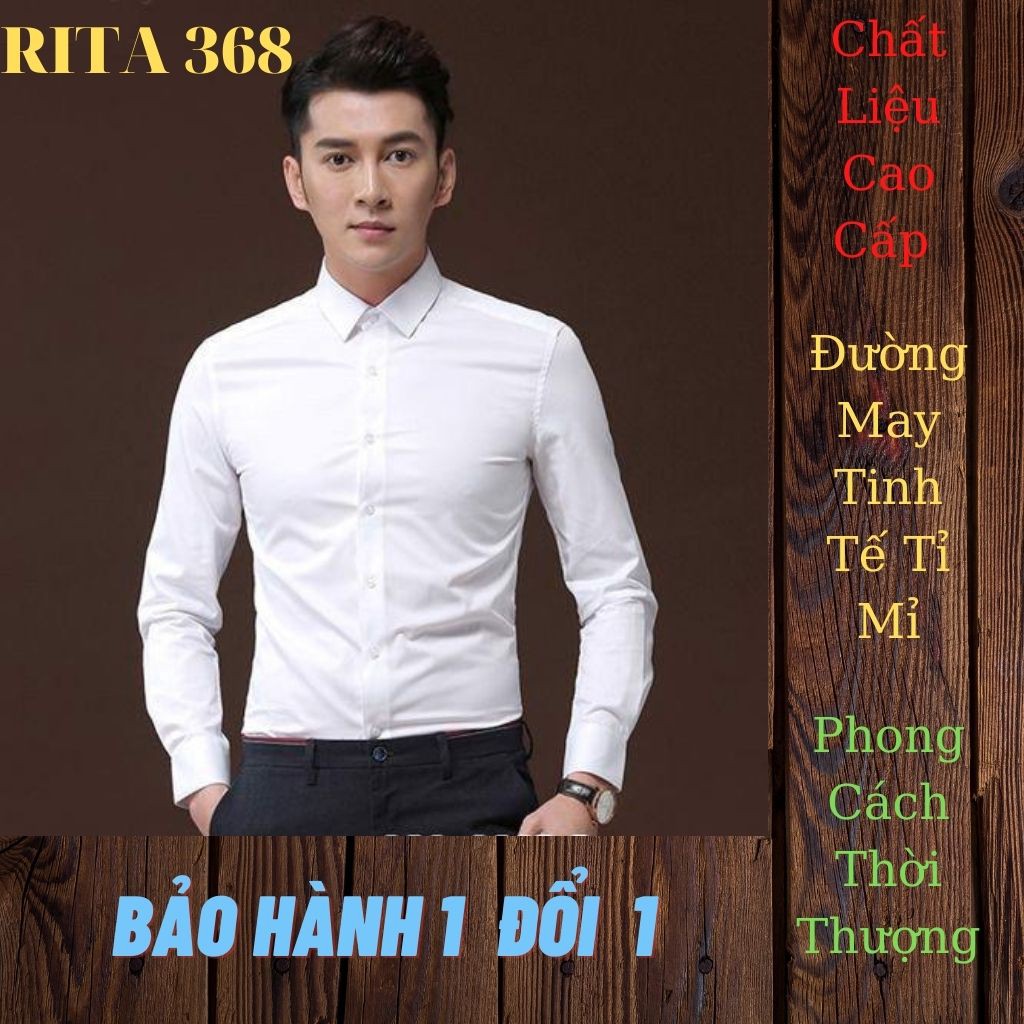 RITA 368
Chất
Liệu
Cao
Cấp
Đường
May
Tinh
Tế Tỉ
Mỉ
Phong
Cách
Thời
Thượng
BẢO HÀNH 1 ĐỔI 1